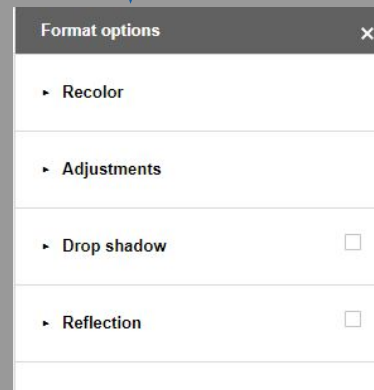 Format options
Recolor
Adjustments
Drop shadow
Reflection